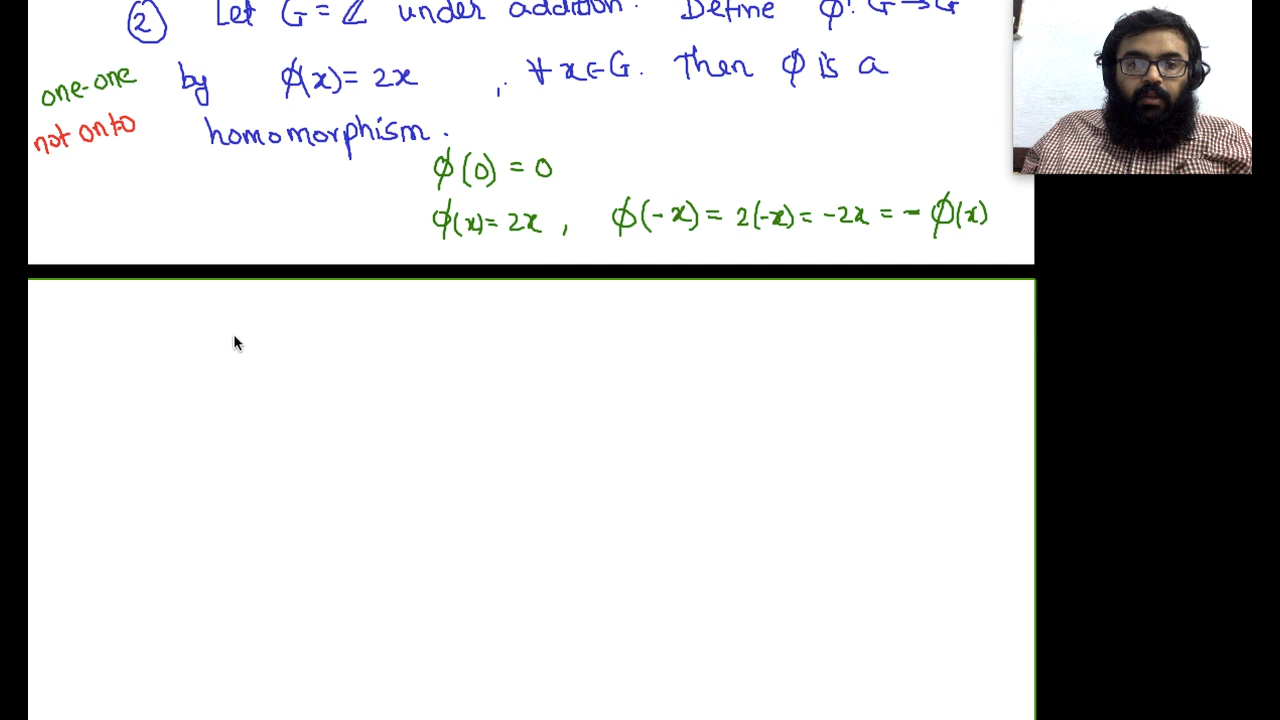 ② Let G = ℤ under addition. Define ϕ: G → G
one-one by ϕ(x) = 2x , ∀ x ∈ G. Then ϕ is a
not onto homomorphism.
ϕ(0) = 0
ϕ(x) = 2x , ϕ(-x) = 2(-x) = -2x = - ϕ(x)